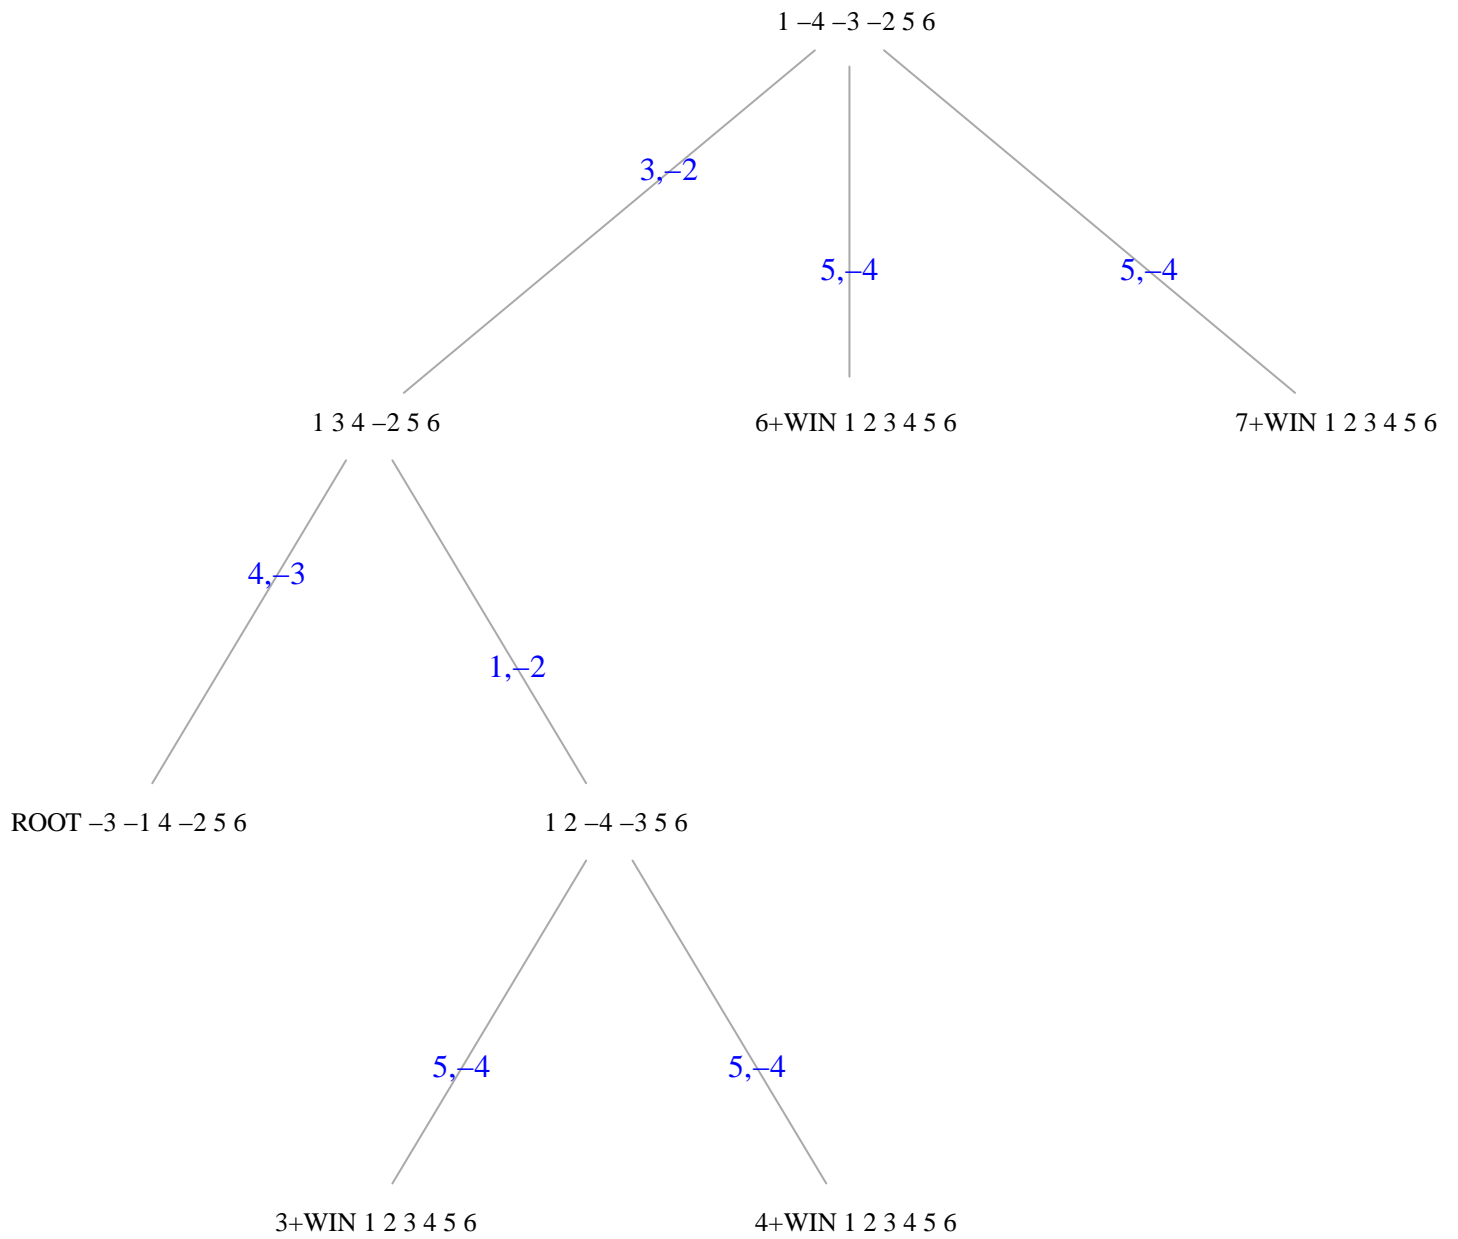 1 –4 –3 –2 5 6
3,–2
5,–4
5,–4
1 3 4 –2 5 6
6+WIN 1 2 3 4 5 6
7+WIN 1 2 3 4 5 6
4,–3
1,–2
ROOT –3 –1 4 –2 5 6
1 2 –4 –3 5 6
5,–4
5,–4
3+WIN 1 2 3 4 5 6
4+WIN 1 2 3 4 5 6